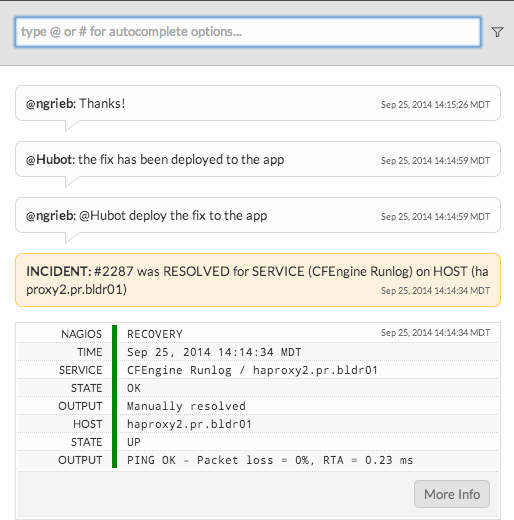 type @ or # for autocomplete options...
@ngrieb: Thanks! Sep 25, 2014 14:15:26 MDT
@Hubot: the fix has been deployed to the app Sep 25, 2014 14:14:59 MDT
@ngrieb: @Hubot deploy the fix to the app Sep 25, 2014 14:14:59 MDT
INCIDENT: #2287 was RESOLVED for SERVICE (CFEngine Runlog) on HOST (ha
proxy2.pr.bldr01) Sep 25, 2014 14:14:34 MDT
NAGIOS RECOVERY Sep 25, 2014 14:14:34 MDT
TIME Sep 25, 2014 14:14:34 MDT
SERVICE CFEngine Runlog / haproxy2.pr.bldr01
STATE OK
OUTPUT Manually resolved
HOST haproxy2.pr.bldr01
STATE UP
OUTPUT PING OK - Packet loss = 0%, RTA = 0.23 ms
More Info